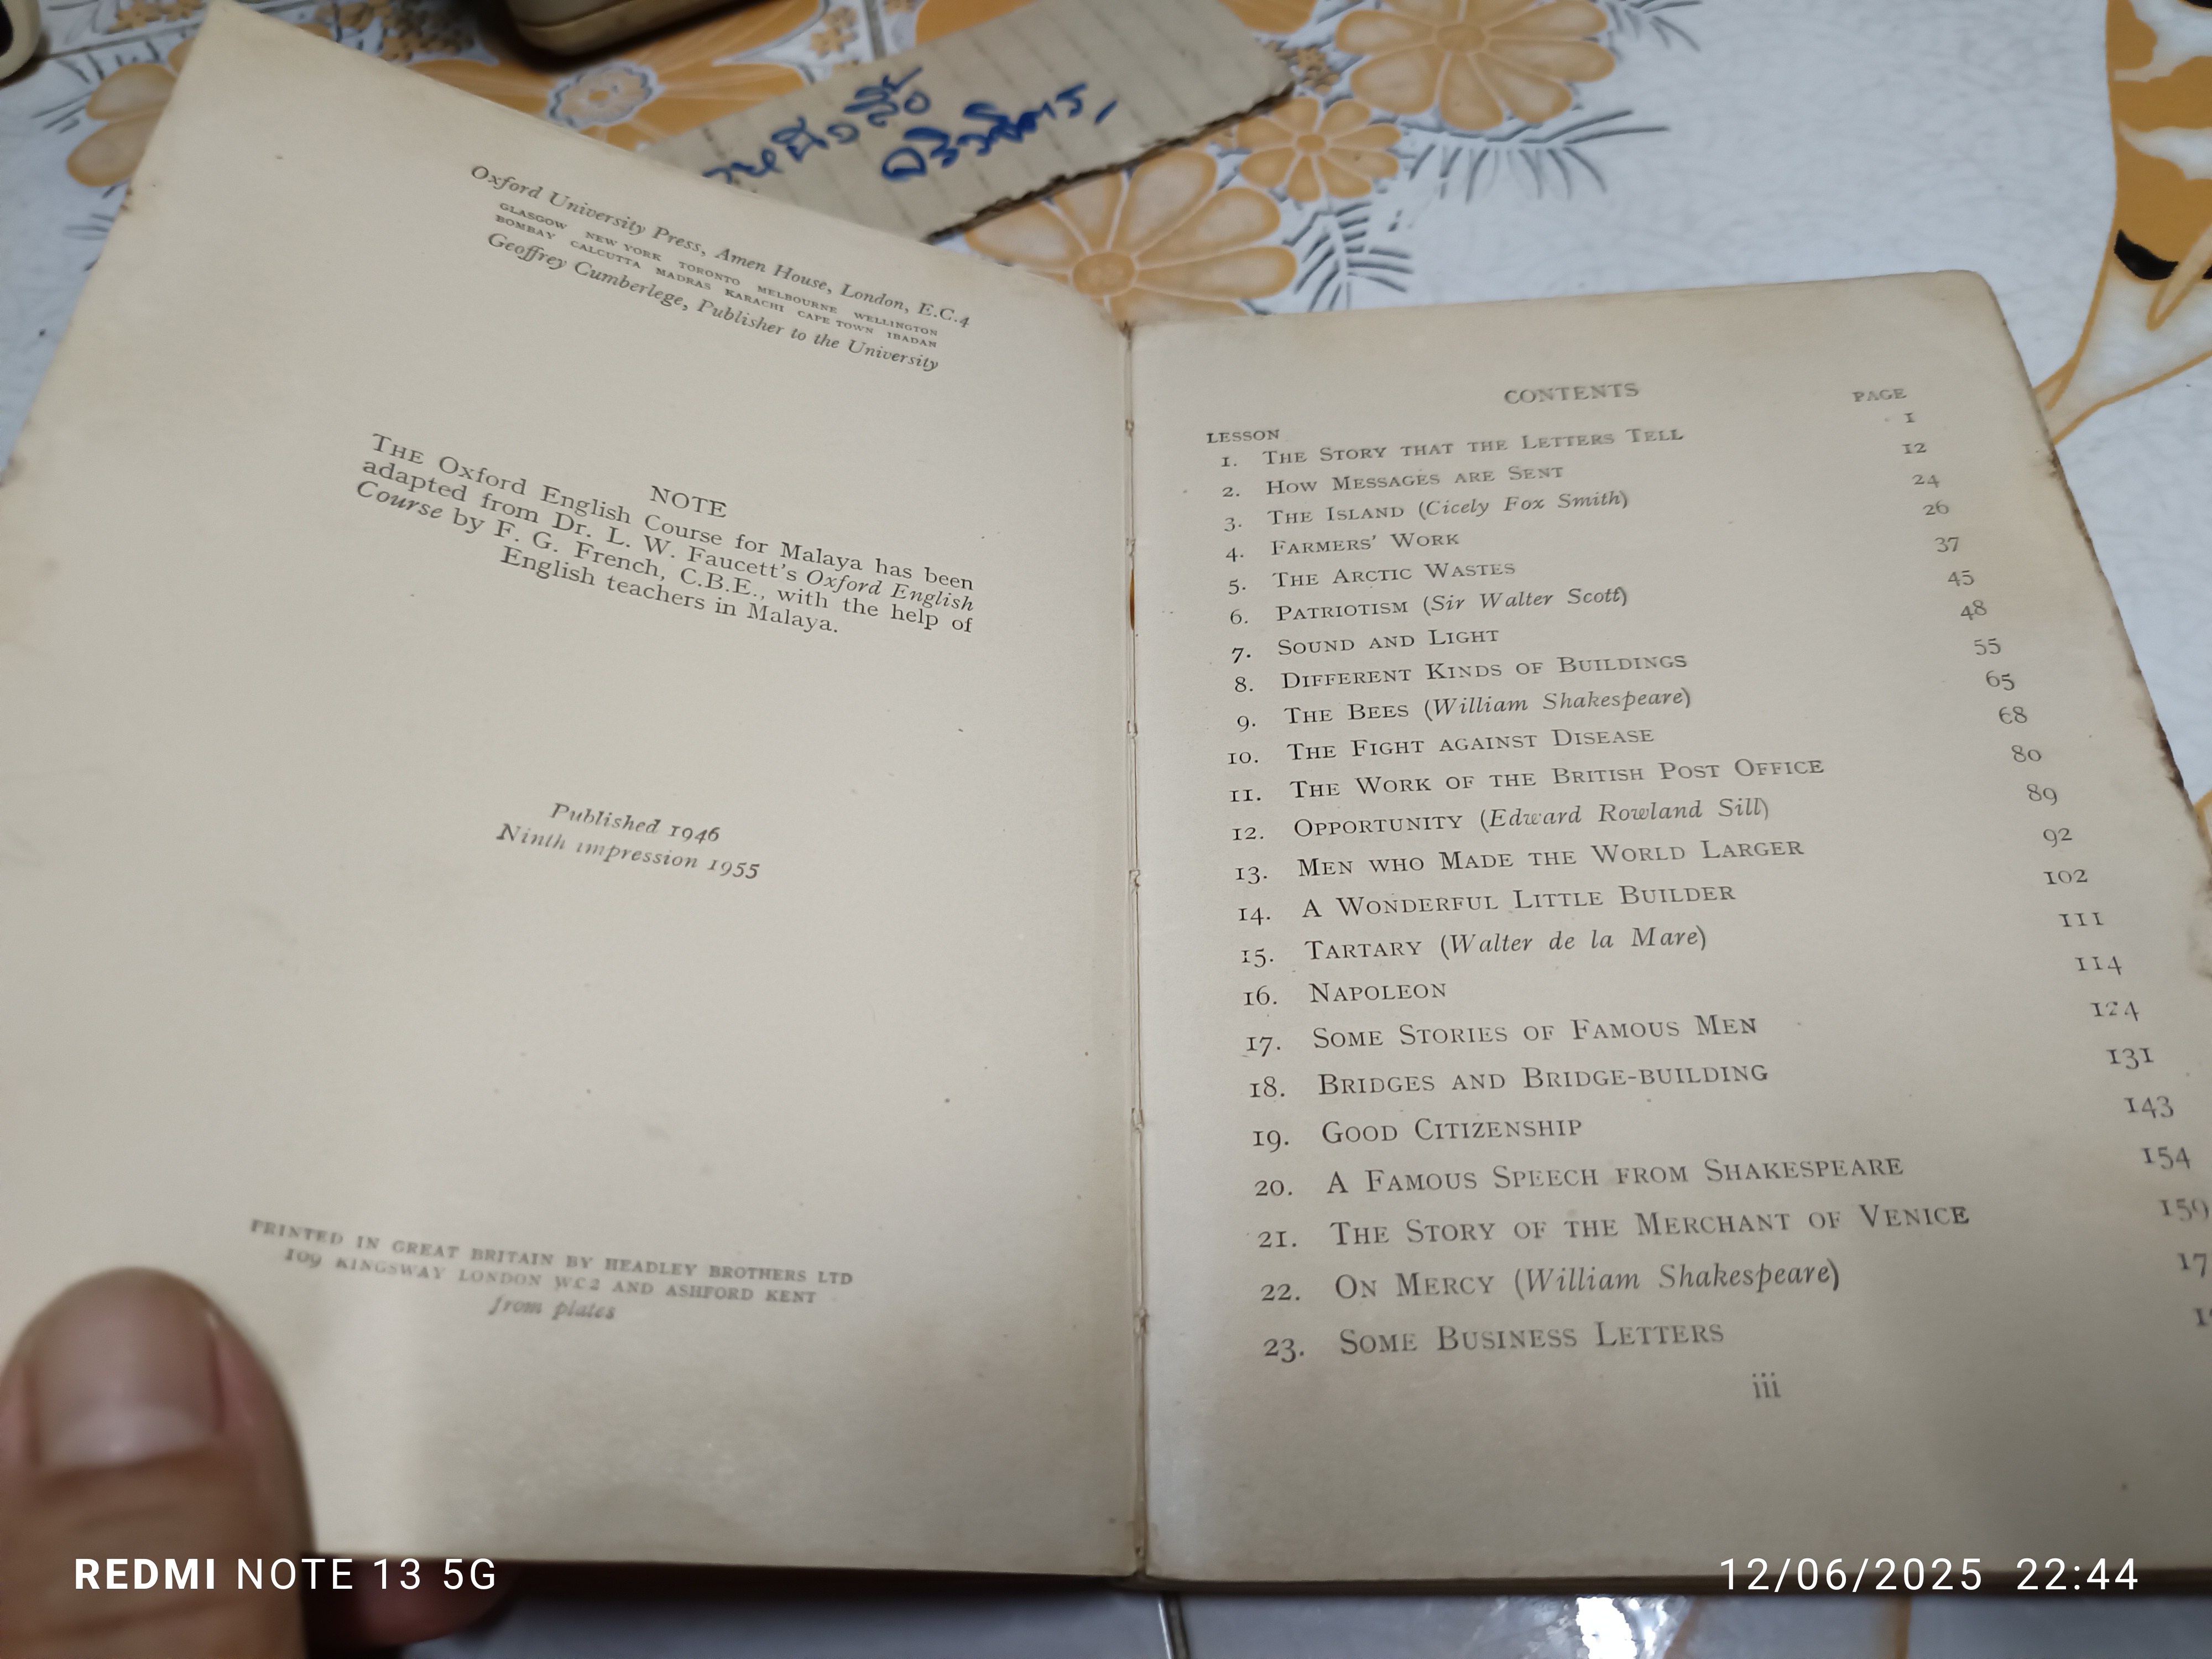 Oxford University Press, Amen House, London, E.C.4
GLASGOW NEW YORK TORONTO MELBOURNE WELLINGTON
BOMBAY CALCUTTA MADRAS KARACHI CAPE TOWN IBADAN
Geoffrey Cumberlege, Publisher to the University
NOTE
THE Oxford English Course for Malaya has been
adapted from Dr. L. W. Faucett's Oxford English
Course by F. G. French, C.B.E., with the help of
English teachers in Malaya.
Published 1946
Ninth impression 1955
PRINTED IN GREAT BRITAIN BY HEADLEY BROTHERS LTD
109 KINGSWAY LONDON WC2 AND ASHFORD KENT
from plates
CONTENTS
LESSON PAGE
1. THE STORY THAT THE LETTERS TELL 1
2. HOW MESSAGES ARE SENT 12
3. THE ISLAND (Cicely Fox Smith) 24
4. FARMERS' WORK 26
5. THE ARCTIC WASTES 37
6. PATRIOTISM (Sir Walter Scott) 45
7. SOUND AND LIGHT 48
8. DIFFERENT KINDS OF BUILDINGS 55
9. THE BEES (William Shakespeare) 65
10. THE FIGHT AGAINST DISEASE 68
11. THE WORK OF THE BRITISH POST OFFICE 80
12. OPPORTUNITY (Edward Rowland Sill) 89
13. MEN WHO MADE THE WORLD LARGER 92
14. A WONDERFUL LITTLE BUILDER 102
15. TARTARY (Walter de la Mare) 111
16. NAPOLEON 114
17. SOME STORIES OF FAMOUS MEN 124
18. BRIDGES AND BRIDGE-BUILDING 131
19. GOOD CITIZENSHIP 143
20. A FAMOUS SPEECH FROM SHAKESPEARE 154
21. THE STORY OF THE MERCHANT OF VENICE 159
22. ON MERCY (William Shakespeare) 17
23. SOME BUSINESS LETTERS
iii
REDMI NOTE 13 5G
12/06/2025 22:44